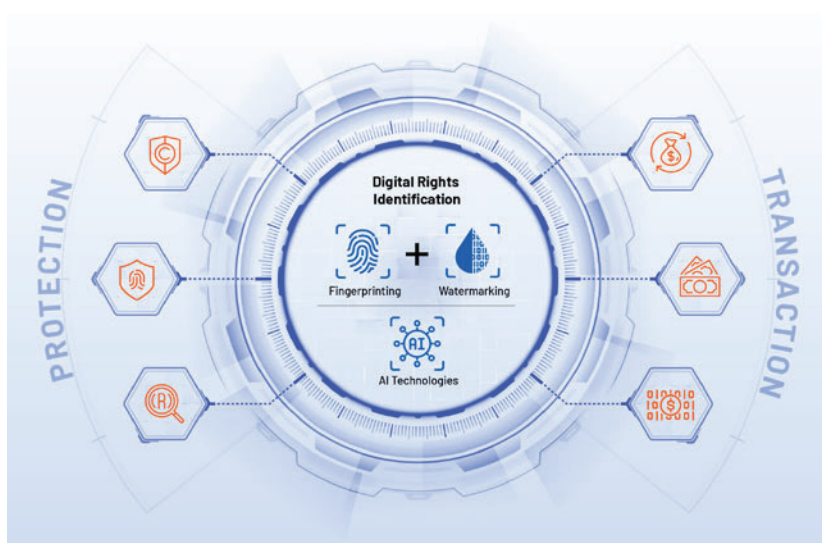 PROTECTION
Digital Rights
Identification
+
Fingerprinting
Watermarking
AI
AI Technologies
TRANSACTION
C
R
$
$